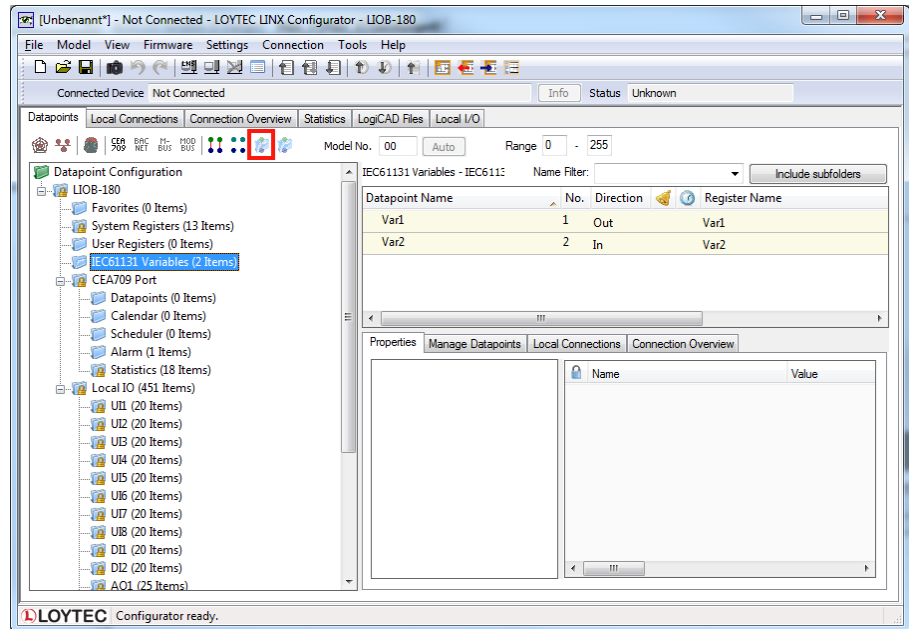 [Unbenannt*] - Not Connected - LOYTEC LINX Configurator - LIOB-180
File Model View Firmware Settings Connection Tools Help
Connected Device Not Connected Info Status Unknown
Datapoints Local Connections Connection Overview Statistics LogiCAD Files Local I/O
CEA 709 BAC NET M- BUS MOD BUS Model No. 00 Auto Range 0 - 255
Datapoint Configuration
LIOB-180
Favorites (0 Items)
System Registers (13 Items)
User Registers (0 Items)
IEC61131 Variables (2 Items)
CEA709 Port
Datapoints (0 Items)
Calendar (0 Items)
Scheduler (0 Items)
Alarm (1 Items)
Statistics (18 Items)
Local IO (451 Items)
UI1 (20 Items)
UI2 (20 Items)
UI3 (20 Items)
UI4 (20 Items)
UI5 (20 Items)
UI6 (20 Items)
UI7 (20 Items)
UI8 (20 Items)
DI1 (20 Items)
DI2 (20 Items)
AO1 (25 Items)
IEC61131 Variables - IEC6113 Name Filter: Include subfolders
Datapoint Name No. Direction Register Name
Var1 1 Out Var1
Var2 2 In Var2
Properties Manage Datapoints Local Connections Connection Overview
Name Value
LOYTEC Configurator ready.